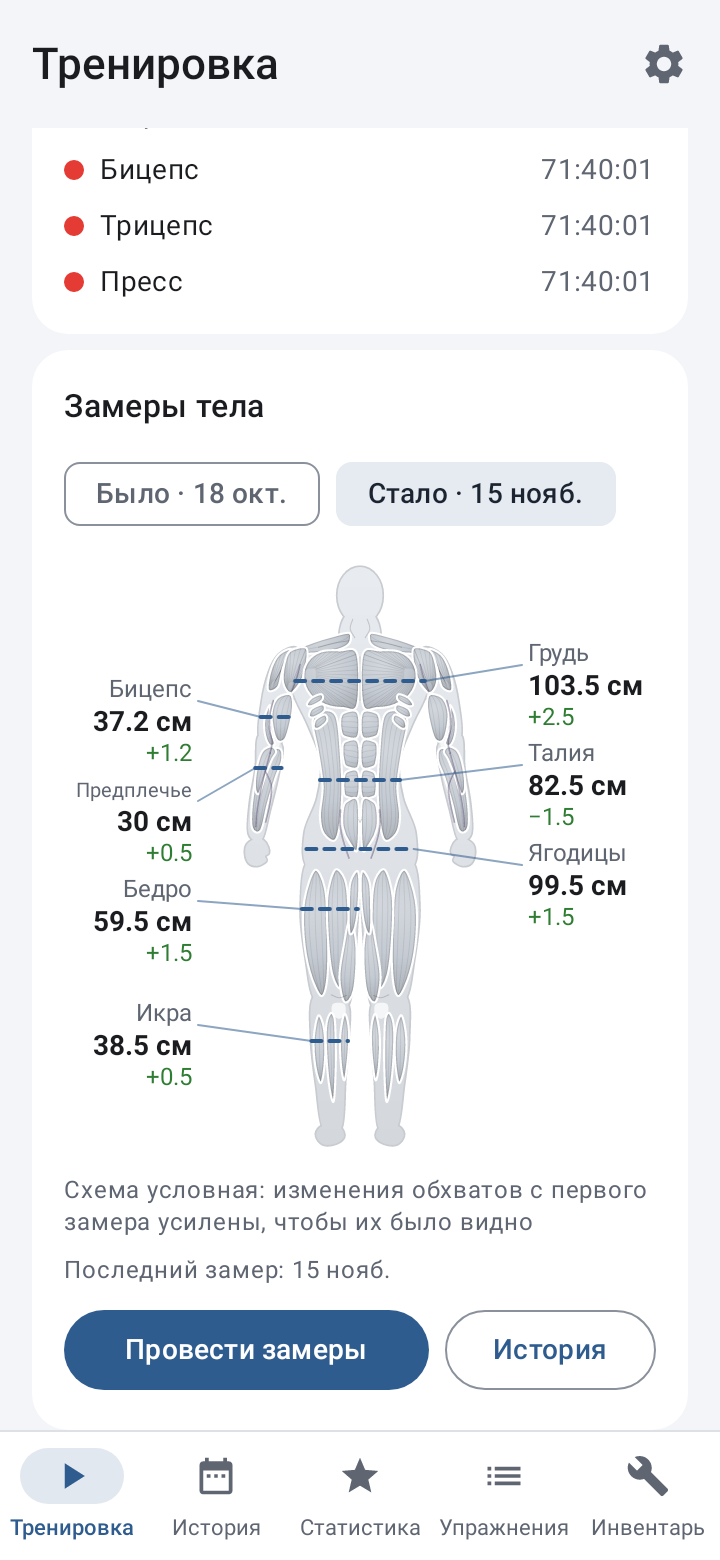 Тренировка
Бицепс 71:40:01
Трицепс 71:40:01
Пресс 71:40:01
Замеры тела
Было · 18 окт.
Стало · 15 нояб.
Грудь
103.5 см
+2.5
Бицепс
37.2 см
+1.2
Талия
82.5 см
−1.5
Предплечье
30 см
+0.5
Ягодицы
99.5 см
+1.5
Бедро
59.5 см
+1.5
Икра
38.5 см
+0.5
Схема условная: изменения обхватов с первого
замера усилены, чтобы их было видно
Последний замер: 15 нояб.
Провести замеры
История
Тренировка
История
Статистика
Упражнения
Инвентарь